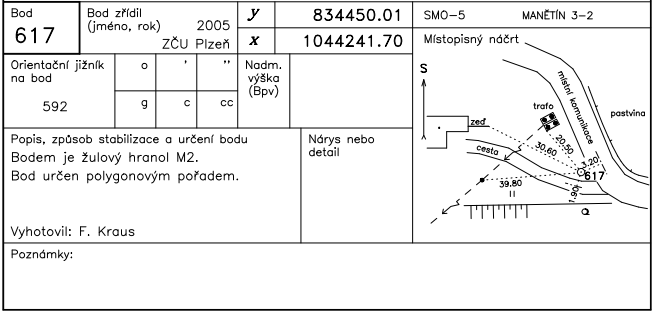 Bod
617
Bod zřídil
(jméno, rok) 2005
ZČU Plzeň
y 834450.01
x 1044241.70
SMO-5 MANĚTÍN 3-2
Orientační jižník
na bod
592
o ' ''
g c cc
Nadm.
výška
(Bpv)
Místopisný náčrt
S
místní komunikace
trafo
pastvina
zeď
20.50
30.60
cesta
3.20
617
39.80
1.90
II
Q
Popis, způsob stabilizace a určení bodu
Bodem je žulový hranol M2.
Bod určen polygonovým pořadem.
Vyhotovil: F. Kraus
Nárys nebo
detail
Poznámky: